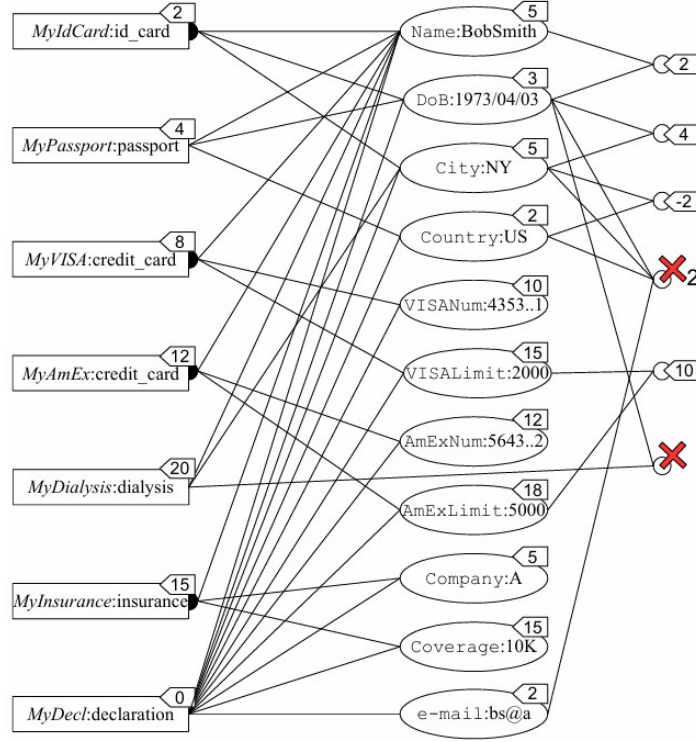 2
MyIdCard:id_card
5
Name:BobSmith
2
4
MyPassport:passport
3
DoB:1973/04/03
4
5
City:NY
-2
8
MyVISA:credit_card
2
Country:US
2
10
VISANum:4353..1
12
MyAmEx:credit_card
15
VISALimit:2000
10
12
AmExNum:5643..2
20
MyDialysis:dialysis
18
AmExLimit:5000
15
MyInsurance:insurance
5
Company:A
15
Coverage:10K
0
MyDecl:declaration
2
e-mail:bs@a